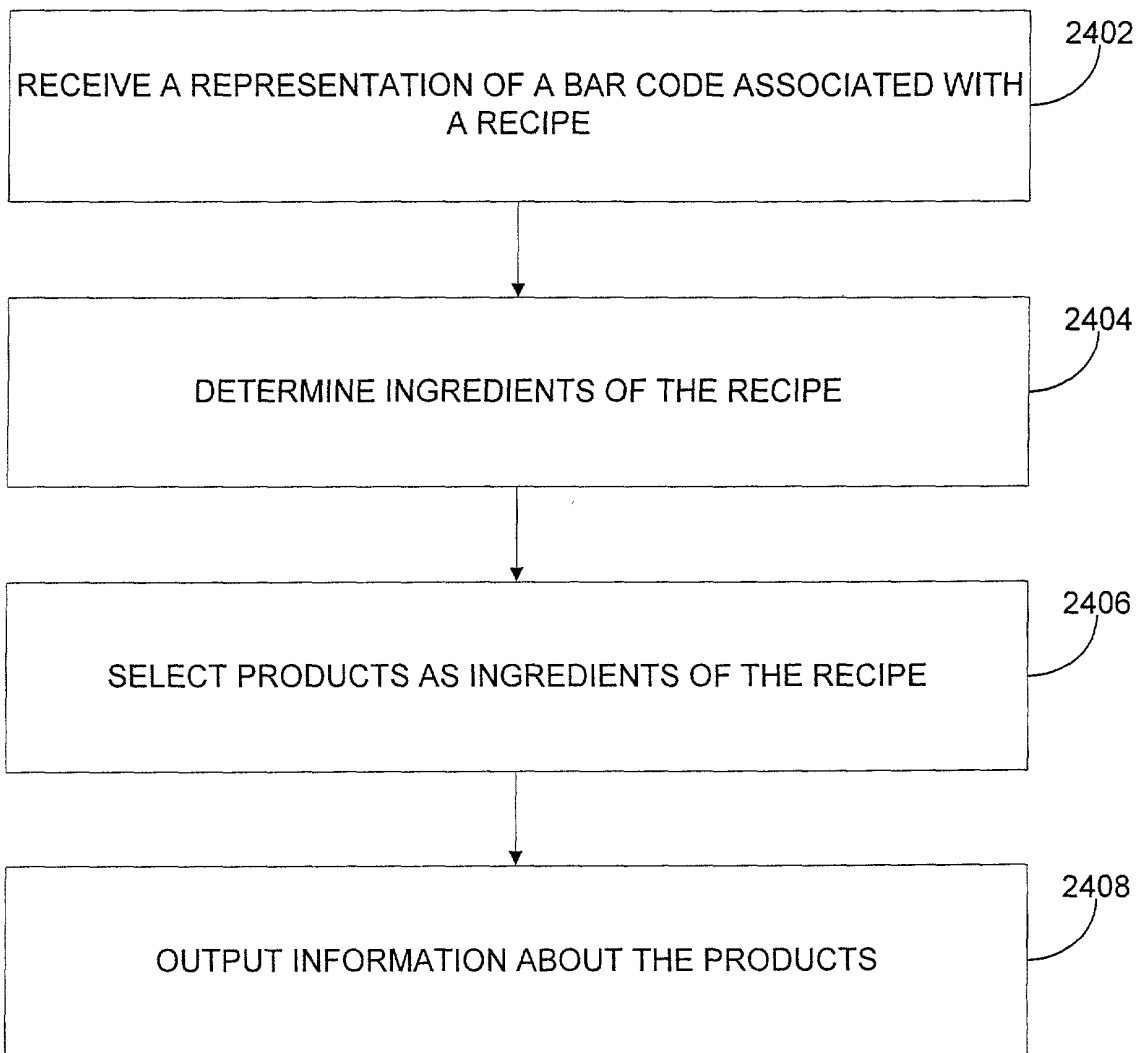 2402
RECEIVE A REPRESENTATION OF A BAR CODE ASSOCIATED WITH
A RECIPE
2404
DETERMINE INGREDIENTS OF THE RECIPE
2406
SELECT PRODUCTS AS INGREDIENTS OF THE RECIPE
2408
OUTPUT INFORMATION ABOUT THE PRODUCTS